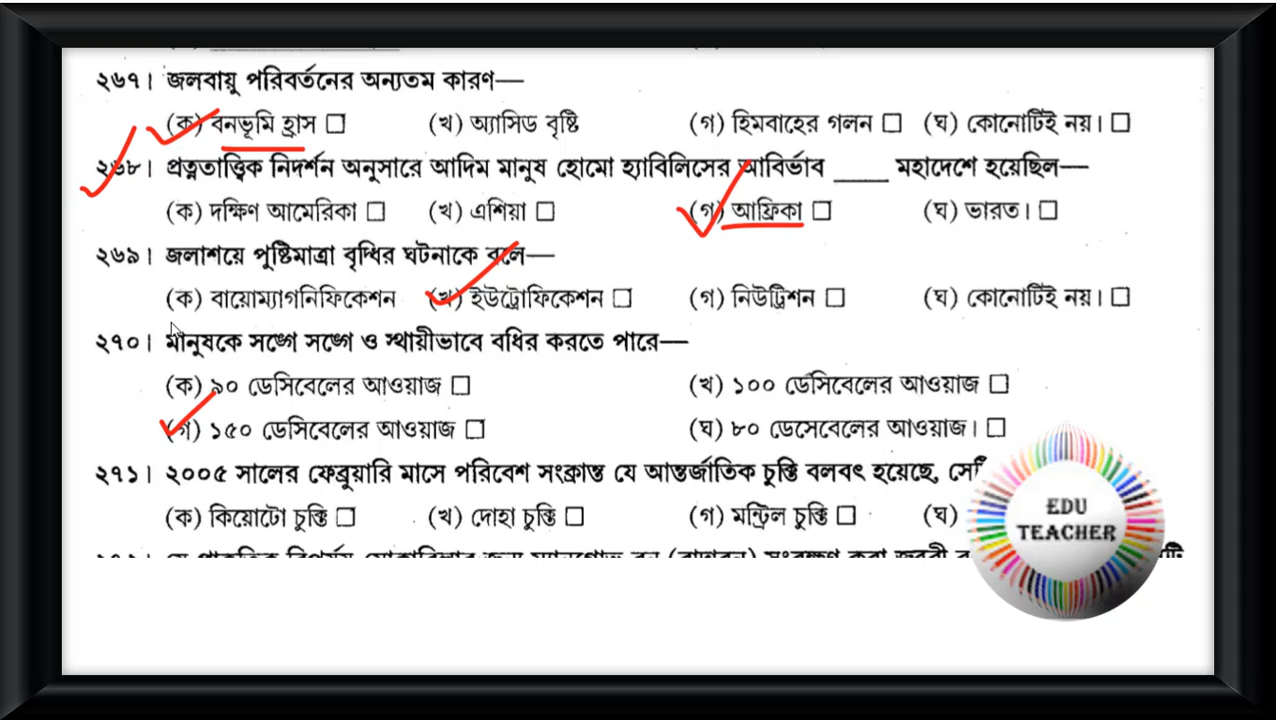 ২৬৭। জলবায়ু পরিবর্তনের অন্যতম কারণ—
(ক) বনভূমি হ্রাস □ (খ) অ্যাসিড বৃষ্টি (গ) হিমবাহের গলন □ (ঘ) কোনোটিই নয়। □
২৬৮। প্রত্নতাত্ত্বিক নিদর্শন অনুসারে আদিম মানুষ হোমো হ্যাবিলিসের আবির্ভাব ____ মহাদেশে হয়েছিল—
(ক) দক্ষিণ আমেরিকা □ (খ) এশিয়া □ (গ) আফ্রিকা □ (ঘ) ভারত। □
২৬৯। জলাশয়ে পুষ্টিমাত্রা বৃদ্ধির ঘটনাকে বলে—
(ক) বায়োম্যাগনিফিকেশন (খ) ইউট্রোফিকেশন □ (গ) নিউট্রিশন □ (ঘ) কোনোটিই নয়। □
২৭০। মানুষকে সঙ্গে সঙ্গে ও স্থায়ীভাবে বধির করতে পারে—
(ক) ৯০ ডেসিবেলের আওয়াজ □ (খ) ১০০ ডেসিবেলের আওয়াজ □
(গ) ১৫০ ডেসিবেলের আওয়াজ □ (ঘ) ৮০ ডেসেবেলের আওয়াজ। □
২৭১। ২০০৫ সালের ফেব্রুয়ারি মাসে পরিবেশ সংক্রান্ত যে আন্তর্জাতিক চুক্তি বলবৎ হয়েছে,
(ক) কিয়োটো চুক্তি □ (খ) দোহা চুক্তি □ (গ) মন্ট্রিল চুক্তি □ (ঘ)
EDU
TEACHER